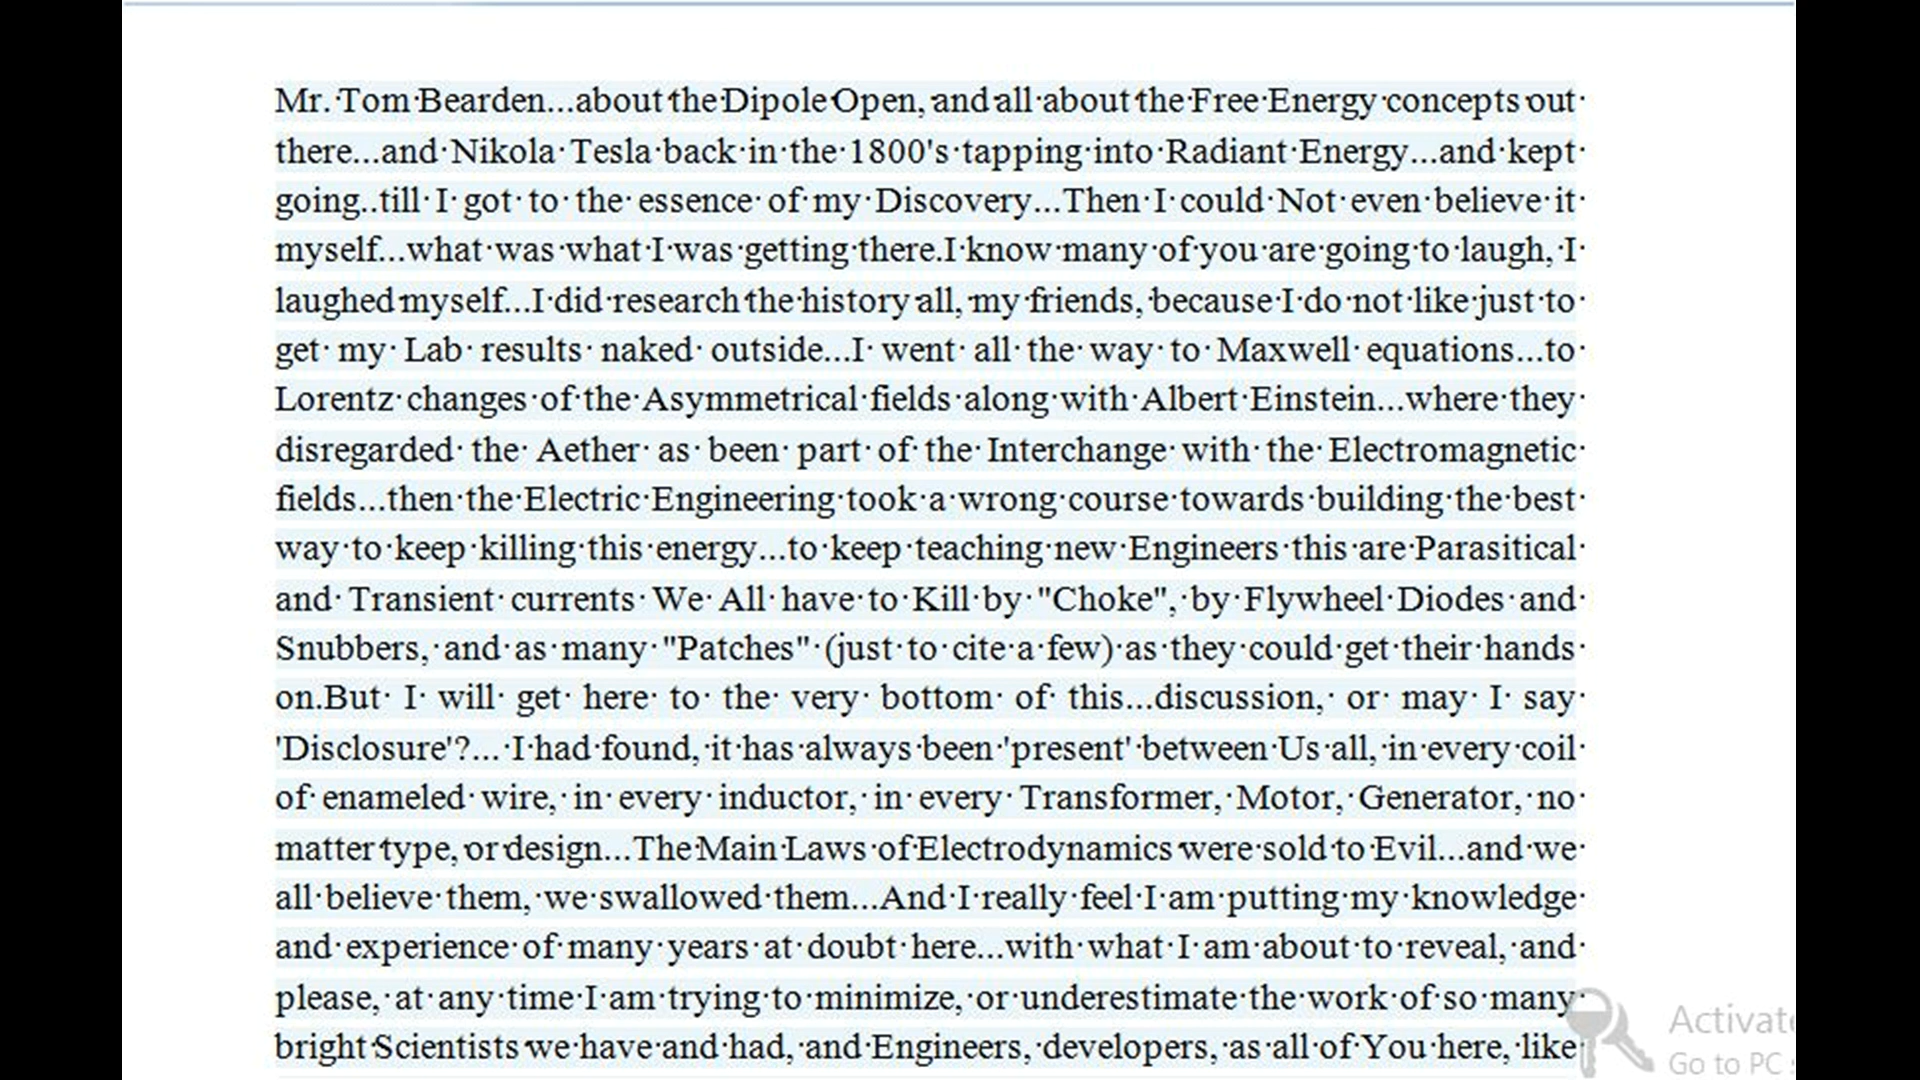 Mr. Tom Bearden...about the Dipole Open, and all about the Free Energy concepts out
there...and Nikola Tesla back in the 1800's tapping into Radiant Energy...and kept
going..till I got to the essence of my Discovery...Then I could Not even believe it
myself...what was what I was getting there.I know many of you are going to laugh, I
laughed myself...I did research the history all, my friends, because I do not like just to
get my Lab results naked outside...I went all the way to Maxwell equations...to
Lorentz changes of the Asymmetrical fields along with Albert Einstein...where they
disregarded the Aether as been part of the Interchange with the Electromagnetic
fields...then the Electric Engineering took a wrong course towards building the best
way to keep killing this energy...to keep teaching new Engineers this are Parasitical
and Transient currents We All have to Kill by "Choke", by Flywheel Diodes and
Snubbers, and as many "Patches" (just to cite a few) as they could get their hands
on.But I will get here to the very bottom of this...discussion, or may I say
'Disclosure'?... I had found, it has always been 'present' between Us all, in every coil
of enameled wire, in every inductor, in every Transformer, Motor, Generator, no
matter type, or design...The Main Laws of Electrodynamics were sold to Evil...and we
all believe them, we swallowed them...And I really feel I am putting my knowledge
and experience of many years at doubt here...with what I am about to reveal, and
please, at any time I am trying to minimize, or underestimate the work of so many
bright Scientists we have and had, and Engineers, developers, as all of You here, like
Activate
Go to PC s